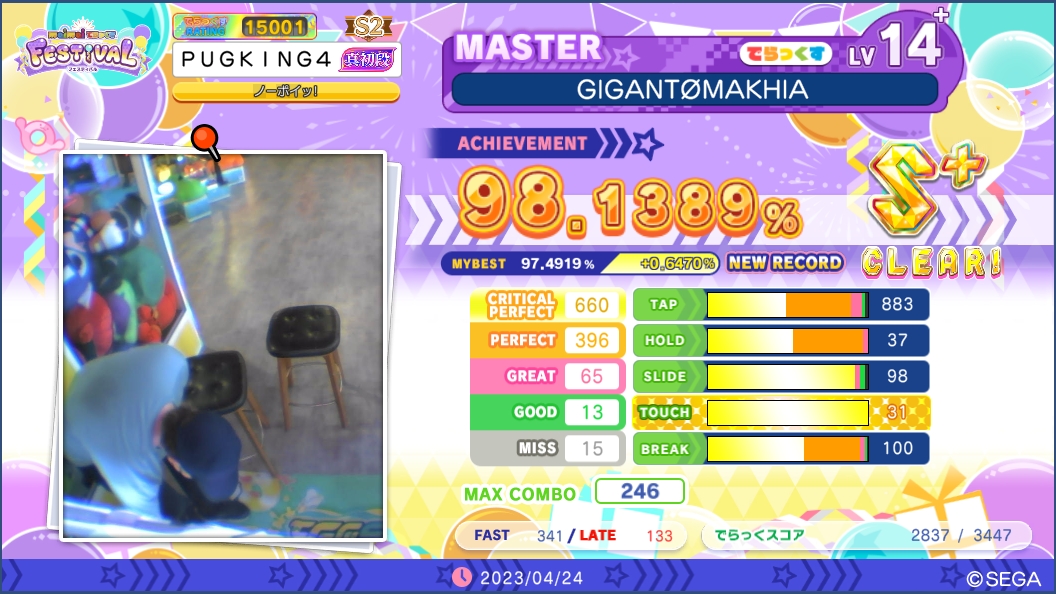 maimai でらっくす
FESTiVAL
フェスティバル
でらっくす
RATING 15001
S2
PUGKING4 真初段
ノーボイッ!
MASTER
でらっくす LV 14+
GIGANTØMAKHIA
ACHIEVEMENT
98.1389%
S+
MYBEST 97.4919% +0.6470% NEW RECORD
CLEAR!
CRITICAL PERFECT 660
PERFECT 396
GREAT 65
GOOD 13
MISS 15
TAP 883
HOLD 37
SLIDE 98
TOUCH 31
BREAK 100
MAX COMBO 246
FAST 341 / LATE 133
でらっくスコア 2837 / 3447
2023/04/24
©SEGA